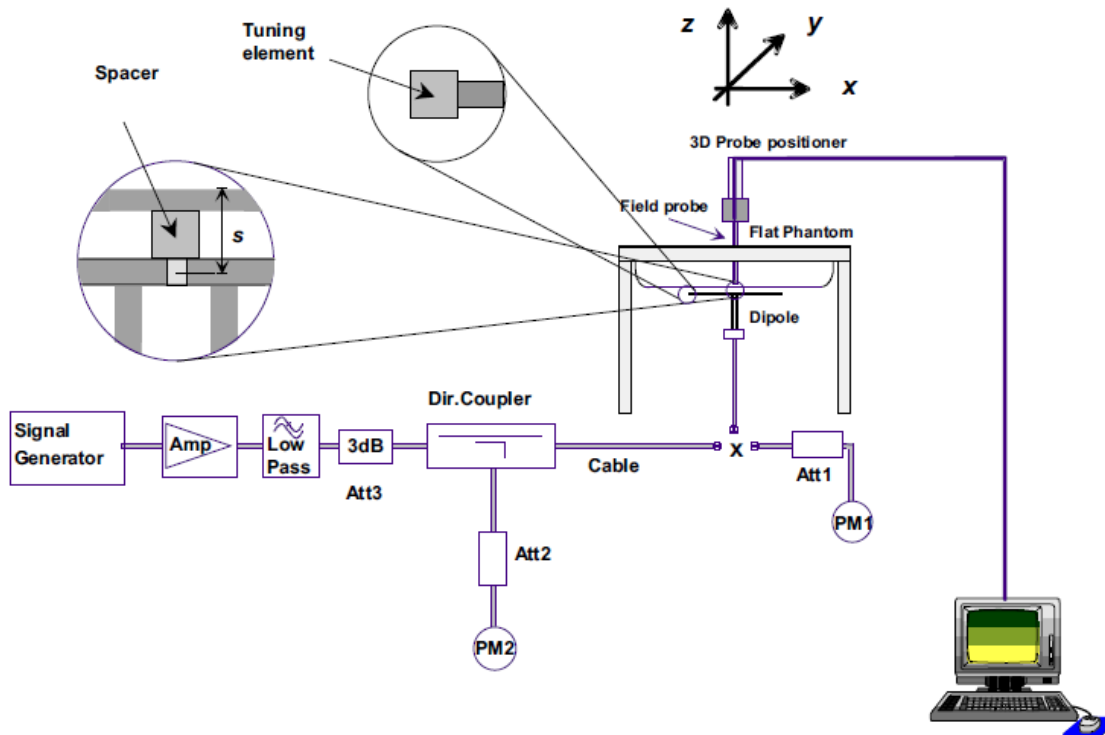 Tuning
element
Spacer
s
z
y
x
3D Probe positioner
Field probe
Flat Phantom
Dipole
Dir.Coupler
Signal
Generator
Amp
Low
Pass
3dB
Att3
Cable
X
Att1
PM1
Att2
PM2